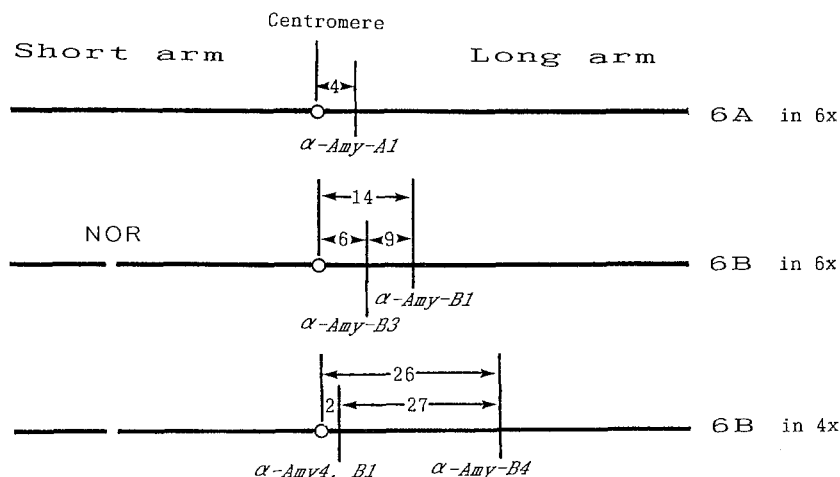 Centromere
Short arm Long arm
4
6A in 6x
α-Amy-A1
14
NOR
6 9
6B in 6x
α-Amy-B1
α-Amy-B3
26
2 27
6B in 4x
α-Amy4, B1 α-Amy-B4